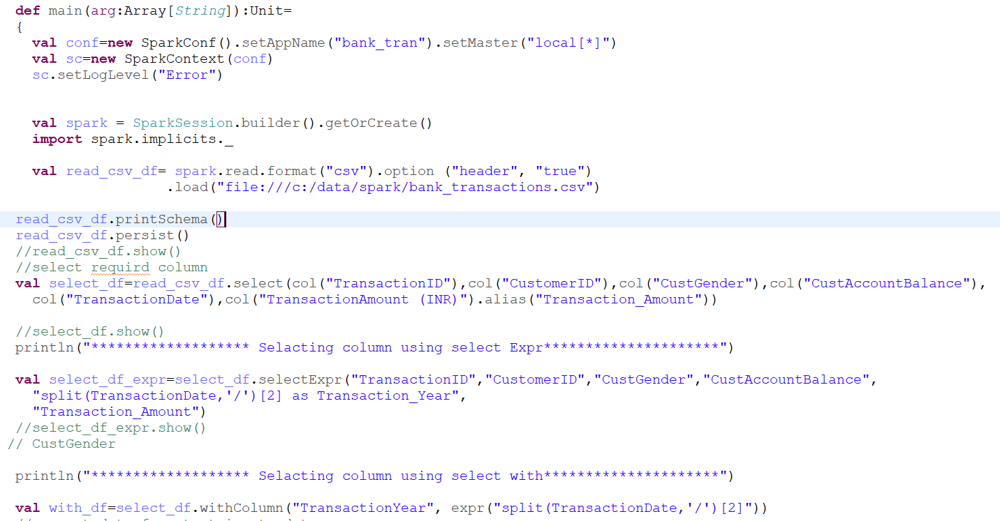 def main(arg:Array[String]):Unit=
{
val conf=new SparkConf().setAppName("bank_tran").setMaster("local[*]")
val sc=new SparkContext(conf)
sc.setLogLevel("Error")
val spark = SparkSession.builder().getOrCreate()
import spark.implicits._
val read_csv_df= spark.read.format("csv").option ("header", "true")
.load("file:///c:/data/spark/bank_transactions.csv")
read_csv_df.printSchema()
read_csv_df.persist()
//read_csv_df.show()
//select requird column
val select_df=read_csv_df.select(col("TransactionID"),col("CustomerID"),col("CustGender"),col("CustAccountBalance"),
col("TransactionDate"),col("TransactionAmount (INR)").alias("Transaction_Amount"))
//select_df.show()
println("******************* Selacting column using select Expr*********************")
val select_df_expr=select_df.selectExpr("TransactionID","CustomerID","CustGender","CustAccountBalance",
"split(TransactionDate,'/')[2] as Transaction_Year",
"Transaction_Amount")
//select_df_expr.show()
// CustGender
println("******************* Selacting column using select with*********************")
val with_df=select_df.withColumn("TransactionYear", expr("split(TransactionDate,'/')[2]"))